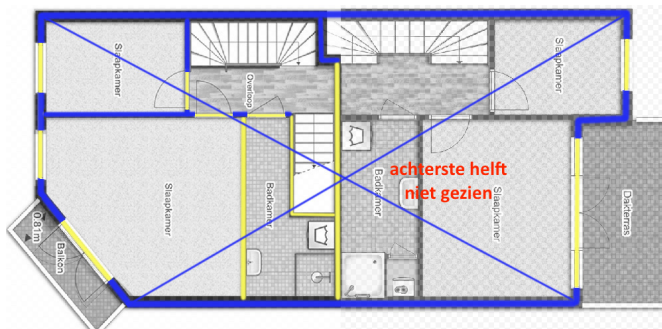 Slaapkamer
Overloop
Slaapkamer
Slaapkamer
Badkamer
achterste helft
niet gezien
Badkamer
Slaapkamer
Dakterras
0.81m
Balkon